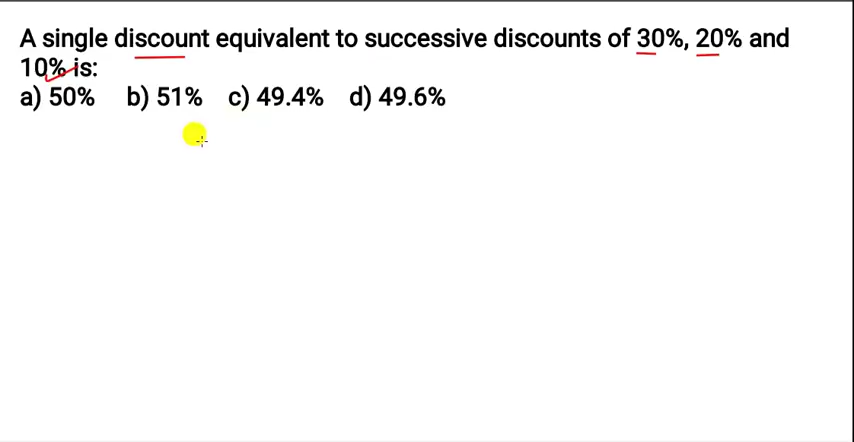 A single discount equivalent to successive discounts of 30%, 20% and
10% is:
a) 50% b) 51% c) 49.4% d) 49.6%